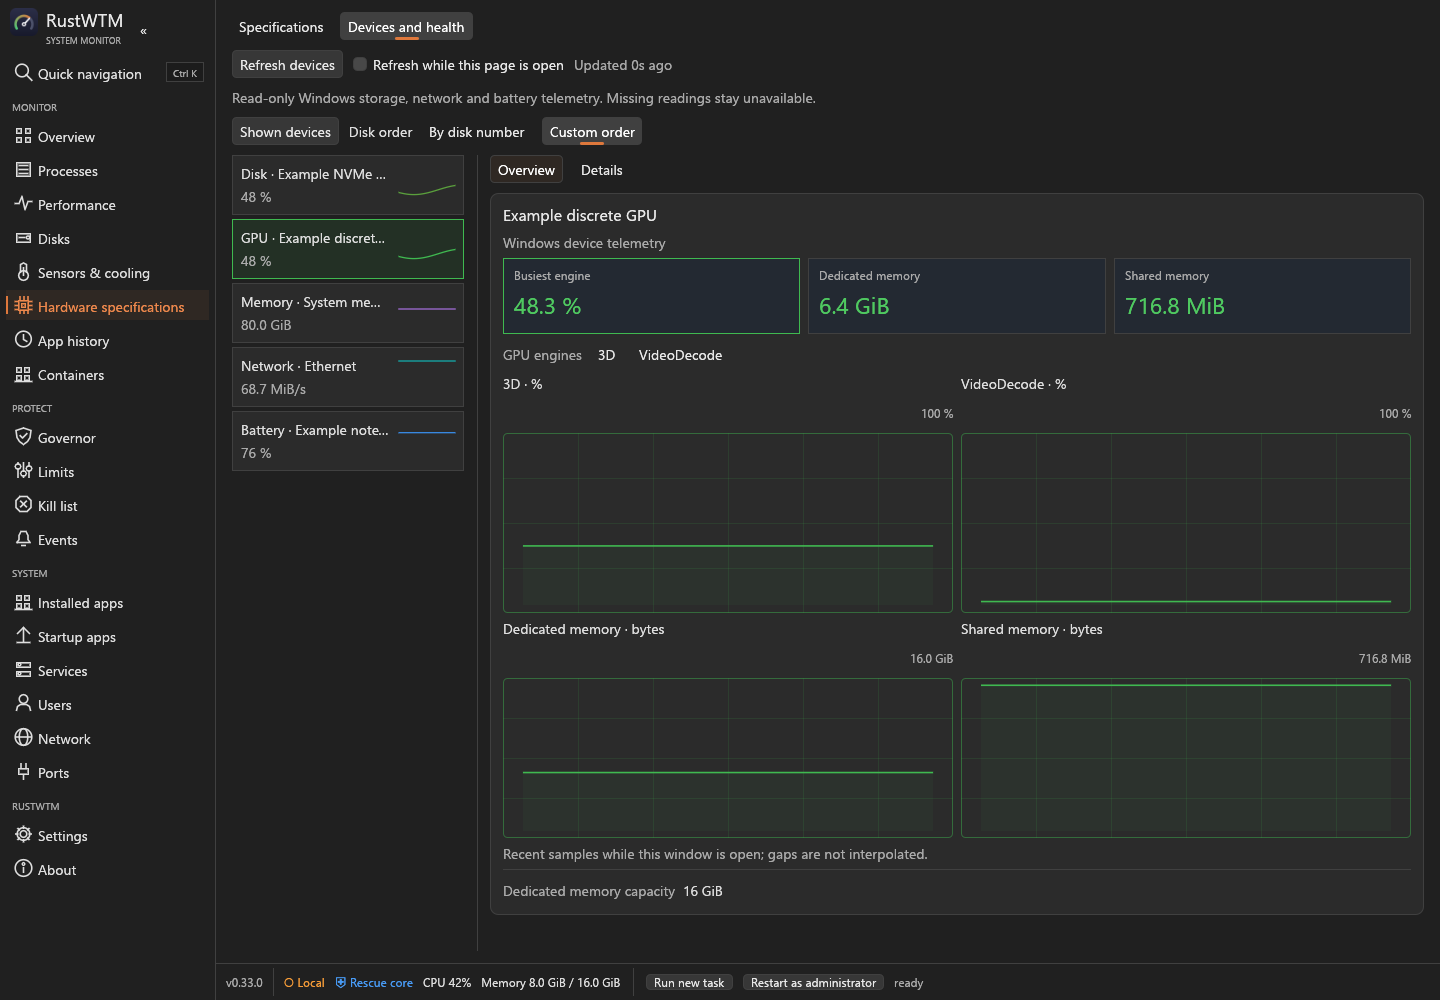 RustWTM
SYSTEM MONITOR
«
Quick navigation
Ctrl K
MONITOR
Overview
Processes
Performance
Disks
Sensors & cooling
Hardware specifications
App history
Containers
PROTECT
Governor
Limits
Kill list
Events
SYSTEM
Installed apps
Startup apps
Services
Users
Network
Ports
RUSTWTM
Settings
About
Specifications
Devices and health
Refresh devices
Refresh while this page is open
Updated 0s ago
Read-only Windows storage, network and battery telemetry. Missing readings stay unavailable.
Shown devices
Disk order
By disk number
Custom order
Disk · Example NVMe ...
48 %
GPU · Example discret...
48 %
Memory · System me...
80.0 GiB
Network · Ethernet
68.7 MiB/s
Battery · Example note...
76 %
Overview
Details
Example discrete GPU
Windows device telemetry
Busiest engine
48.3 %
Dedicated memory
6.4 GiB
Shared memory
716.8 MiB
GPU engines
3D
VideoDecode
3D · %
100 %
VideoDecode · %
100 %
Dedicated memory · bytes
16.0 GiB
Shared memory · bytes
716.8 MiB
Recent samples while this window is open; gaps are not interpolated.
Dedicated memory capacity 16 GiB
v0.33.0
Local
Rescue core
CPU 42%
Memory 8.0 GiB / 16.0 GiB
Run new task
Restart as administrator
ready